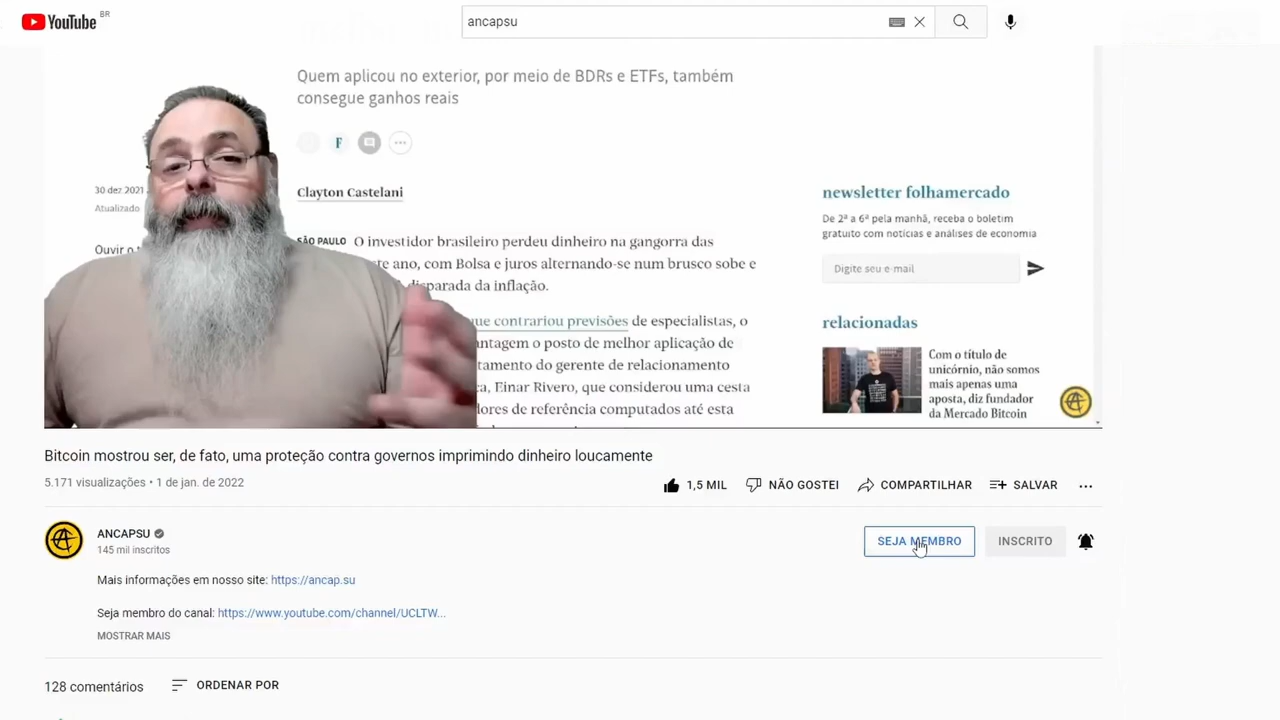 YouTube BR
ancapsu
Quem aplicou no exterior, por meio de BDRs e ETFs, também
consegue ganhos reais
F
30 dez 2021
Atualizado
Clayton Castelani
Ouvir o
SÃO PAULO O investidor brasileiro perdeu dinheiro na gangorra das
te ano, com Bolsa e juros alternando-se num brusco sobe e
disparada da inflação.
que contrariou previsões de especialistas, o
ntagem o posto de melhor aplicação de
tamento do gerente de relacionamento
ca, Einar Rivero, que considerou uma cesta
dores de referência computados até esta
newsletter folhamercado
De 2ª a 6ª pela manhã, receba o boletim
gratuito com notícias e análises de economia
Digite seu e-mail
relacionadas
Com o título de
unicórnio, não somos
mais apenas uma
aposta, diz fundador
da Mercado Bitcoin
Bitcoin mostrou ser, de fato, uma proteção contra governos imprimindo dinheiro loucamente
5.171 visualizações • 1 de jan. de 2022
1,5 MIL NÃO GOSTEI COMPARTILHAR SALVAR ...
ANCAPSU
145 mil inscritos
SEJA MEMBRO INSCRITO
Mais informações em nosso site: https://ancap.su
Seja membro do canal: https://www.youtube.com/channel/UCLTW...
MOSTRAR MAIS
128 comentários ORDENAR POR